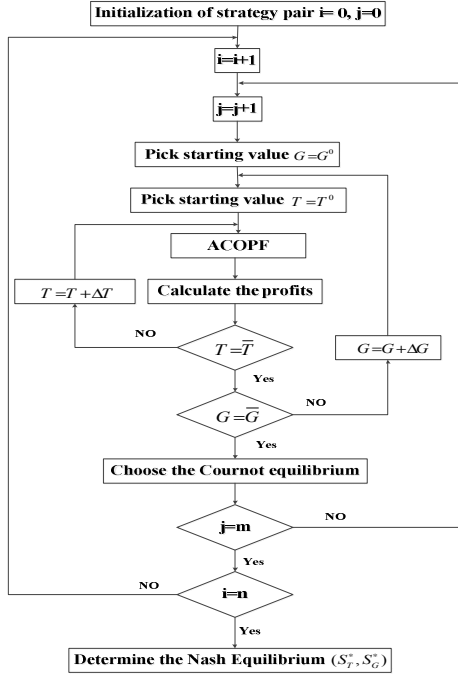 Initialization of strategy pair i= 0, j=0
i=i+1
j=j+1
Pick starting value G=G⁰
Pick starting value T=T⁰
ACOPF
T=T+ΔT
Calculate the profits
NO
T=T̅
G=G+ΔG
Yes
G=G̅
NO
Yes
Choose the Cournot equilibrium
j=m
NO
Yes
NO
i=n
Yes
Determine the Nash Equilibrium (S*_T, S*_G)